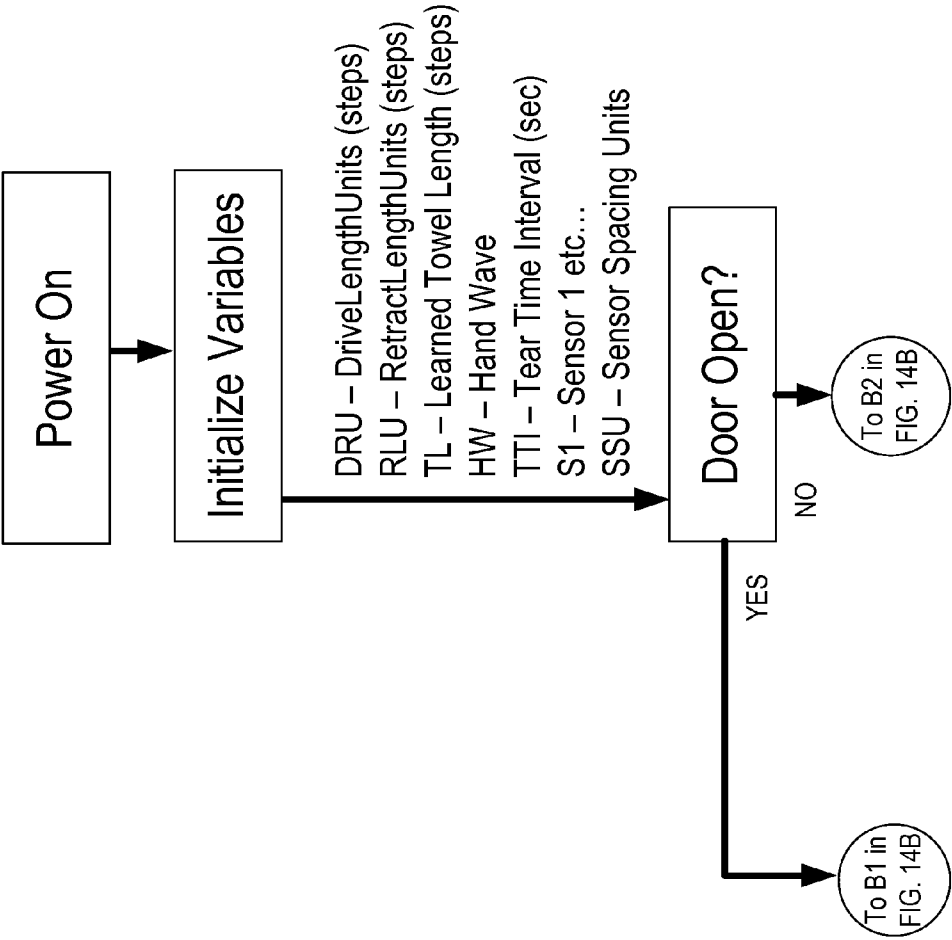 Power On
Initialize Variables
DRU – DriveLengthUnits (steps)
RLU – RetractLengthUnits (steps)
TL – Learned Towel Length (steps)
HW – Hand Wave
TTI – Tear Time Interval (sec)
S1 – Sensor 1 etc...
SSU – Sensor Spacing Units
Door Open?
YES
NO
To B1 in
FIG. 14B
To B2 in
FIG. 14B